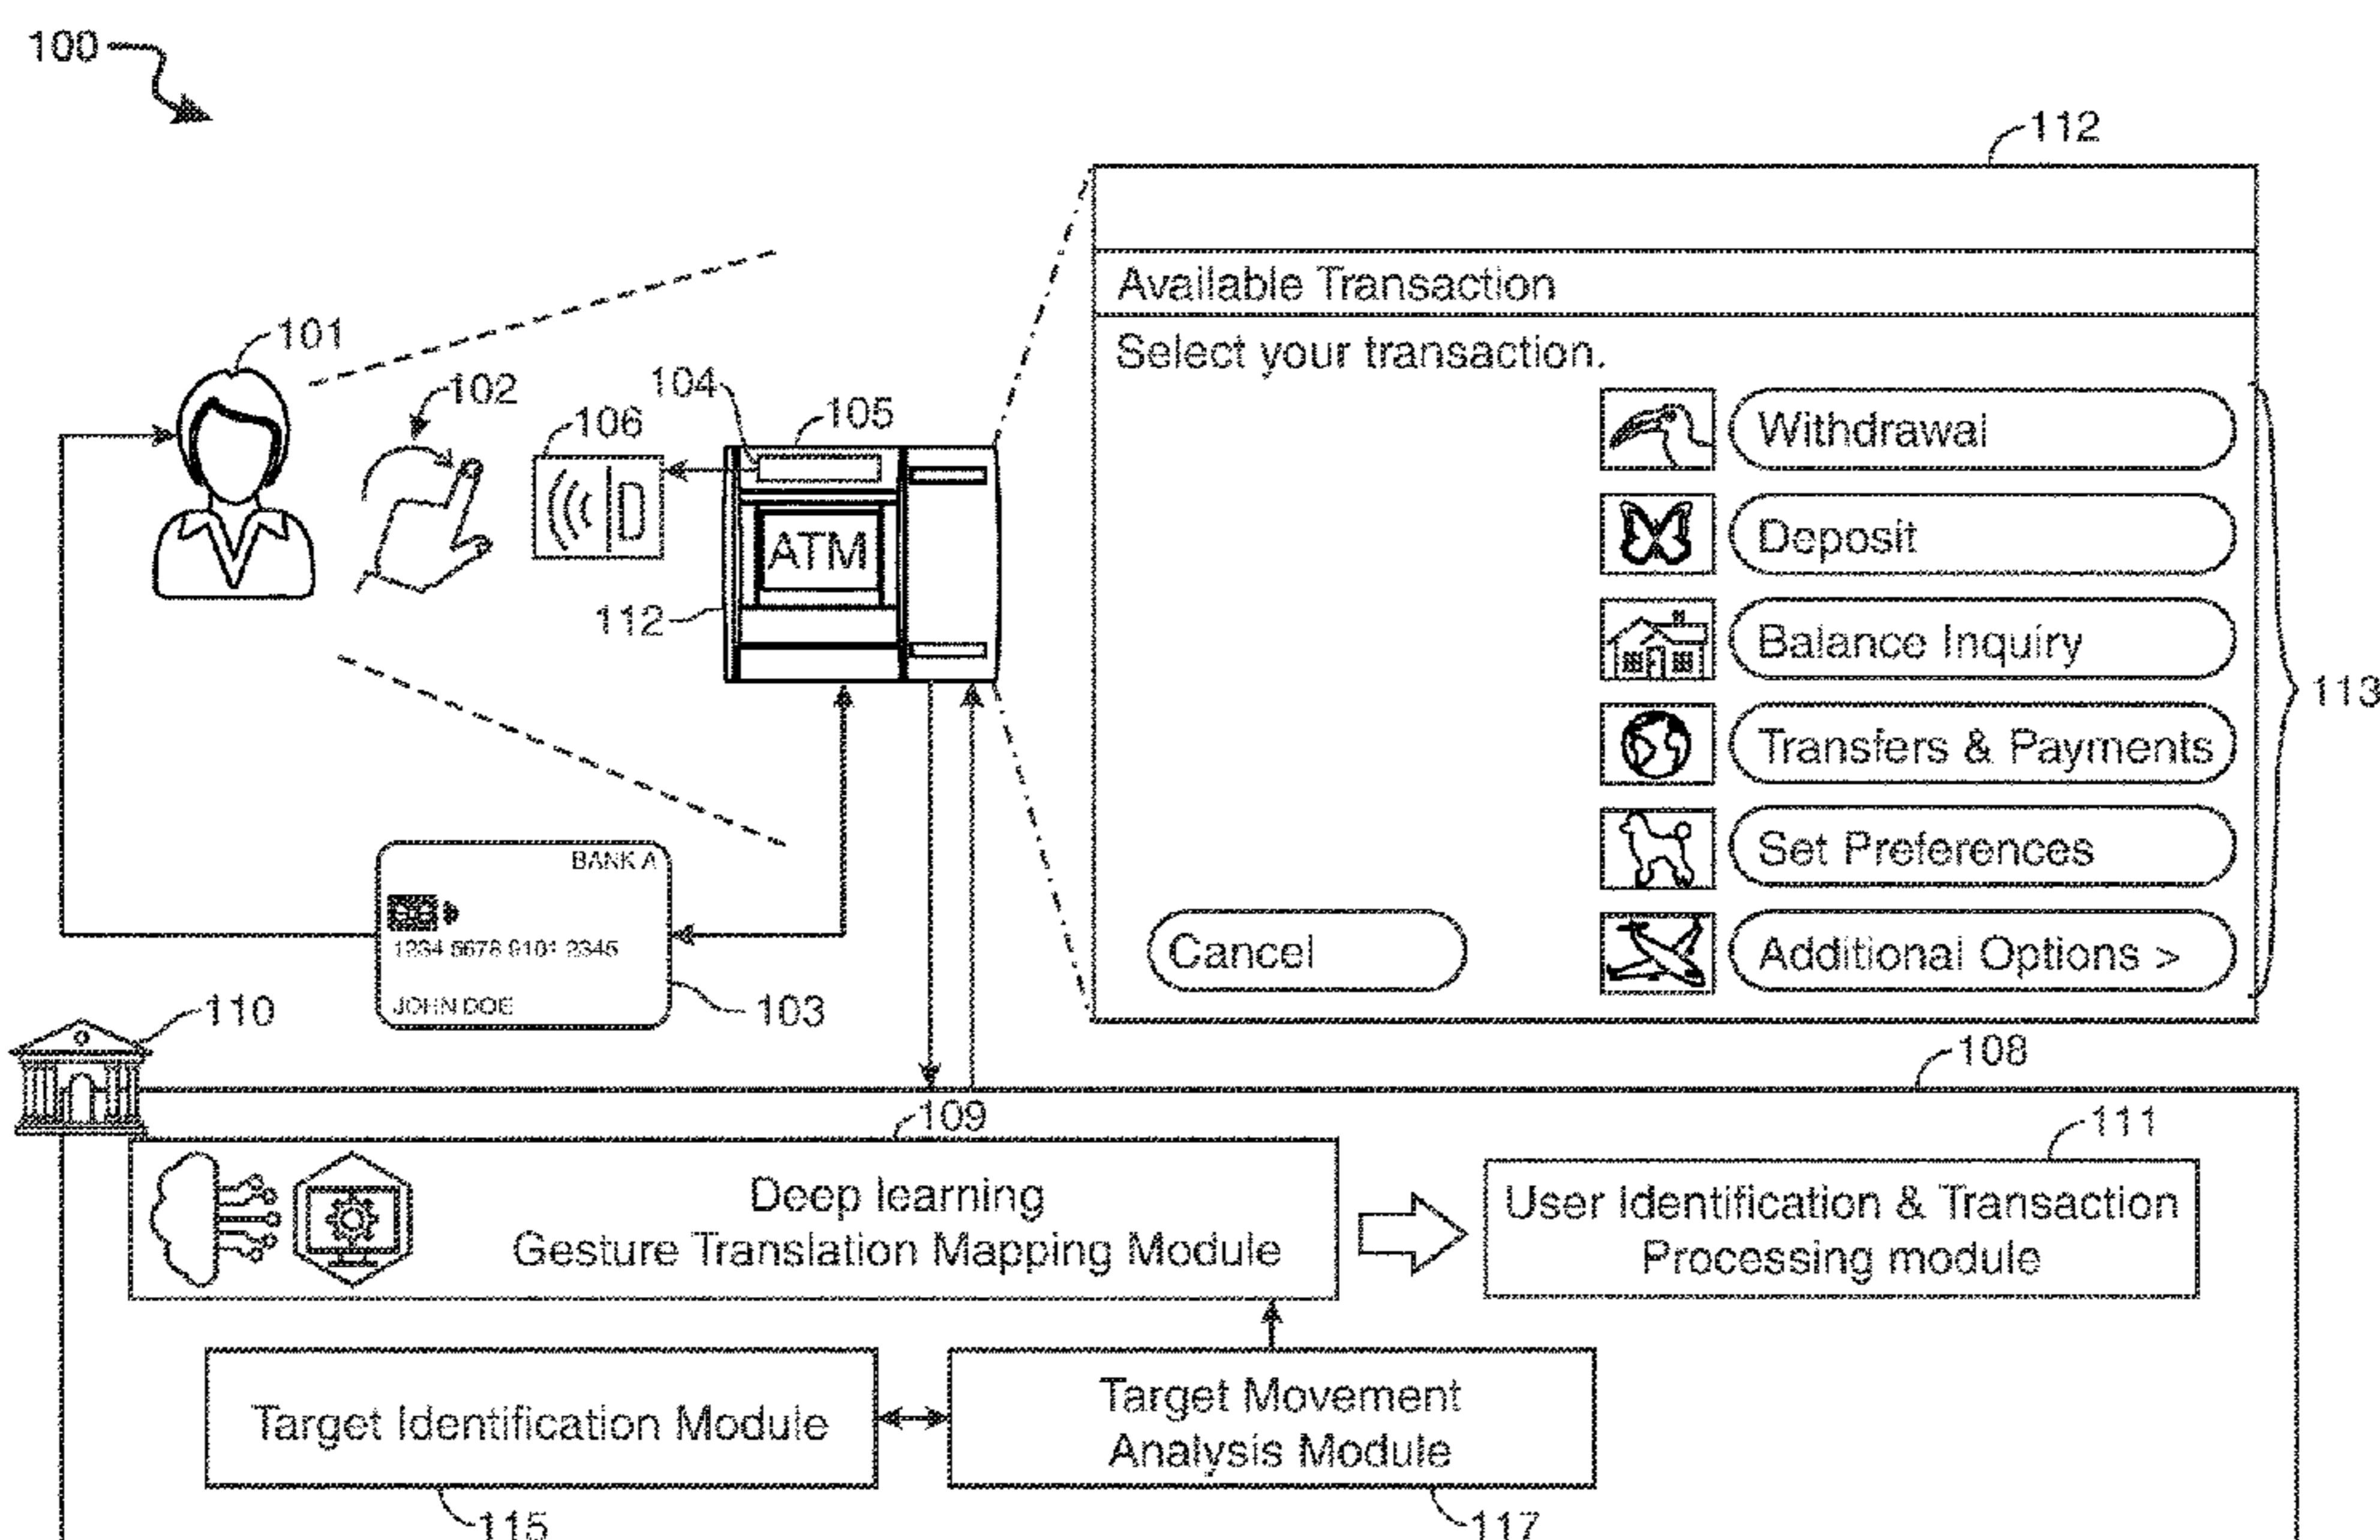 100
112
Available Transaction
Select your transaction.
101
102
104
105
106
Withdrawal
Deposit
ATM
112
Balance Inquiry
113
Transfers & Payments
Set Preferences
BANK A
1234 5678 9101 2345
Cancel
Additional Options >
JOHN DOE
103
110
108
109
111
Deep learning
Gesture Translation Mapping Module
User Identification & Transaction
Processing module
Target Identification Module
Target Movement
Analysis Module
115
117